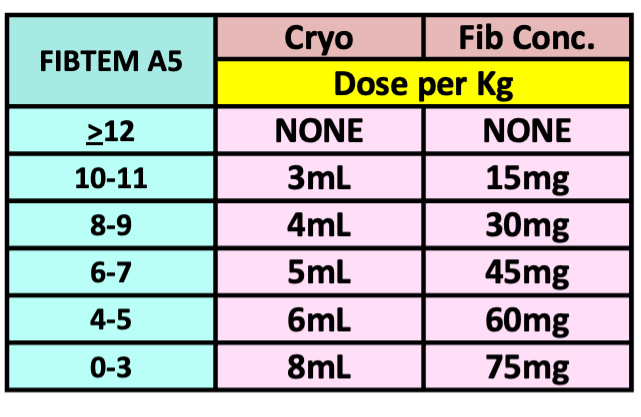 FIBTEM A5 Cryo Fib Conc.
Dose per Kg
≥12 NONE NONE
10-11 3mL 15mg
8-9 4mL 30mg
6-7 5mL 45mg
4-5 6mL 60mg
0-3 8mL 75mg